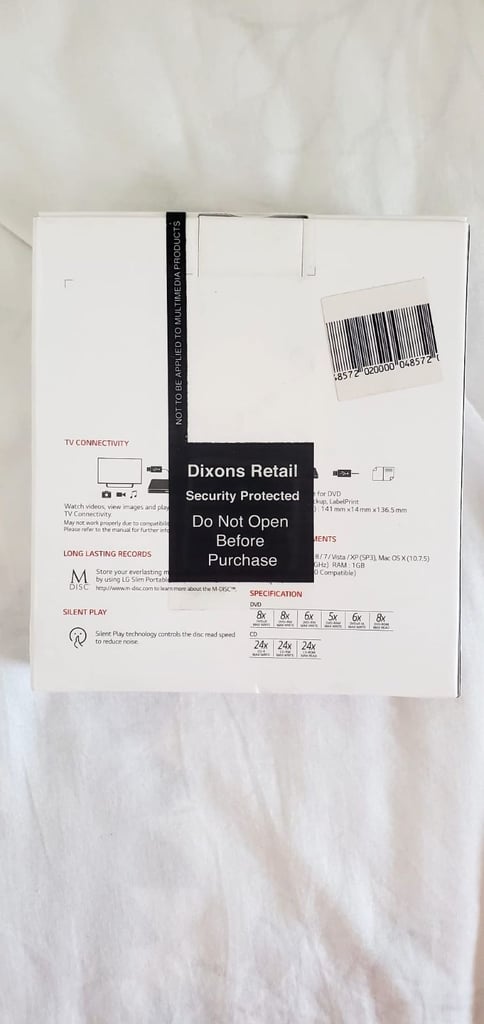 NOT TO BE APPLIED TO MULTIMEDIA PRODUCTS
48572 020000 048572
TV CONNECTIVITY
Watch videos, view images and play
TV Connectivity.
May not work properly due to compatibili
Please refer to the manual for further inf
Dixons Retail
Security Protected
Do Not Open
Before
Purchase
e for DVD
ckup, LabelPrint
: 141 mm x 14 mm x 136.5 mm
LONG LASTING RECORDS
M
DISC
Store your everlasting m
by using LG Slim Portabl
http://www.m-disc.com to learn more about the M-DISC™.
MENTS
8 / 7 / Vista / XP (SP3), Mac OS X (10.7.5)
GHz) RAM : 1GB
0 Compatible)
SILENT PLAY
Silent Play technology controls the disc read speed
to reduce noise.
SPECIFICATION
DVD
8x 8x 6x 5x 6x 8x
CD
24x 24x 24x